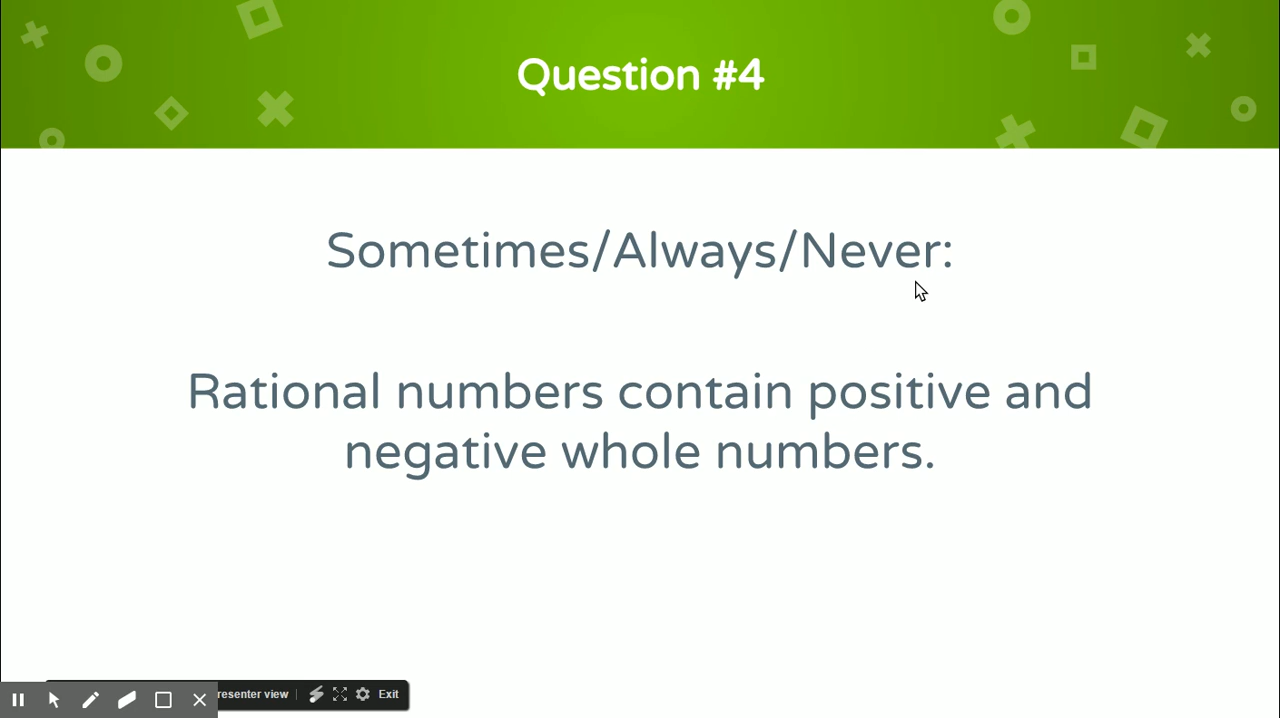 Question #4
Sometimes/Always/Never:
Rational numbers contain positive and
negative whole numbers.
resenter view
Exit